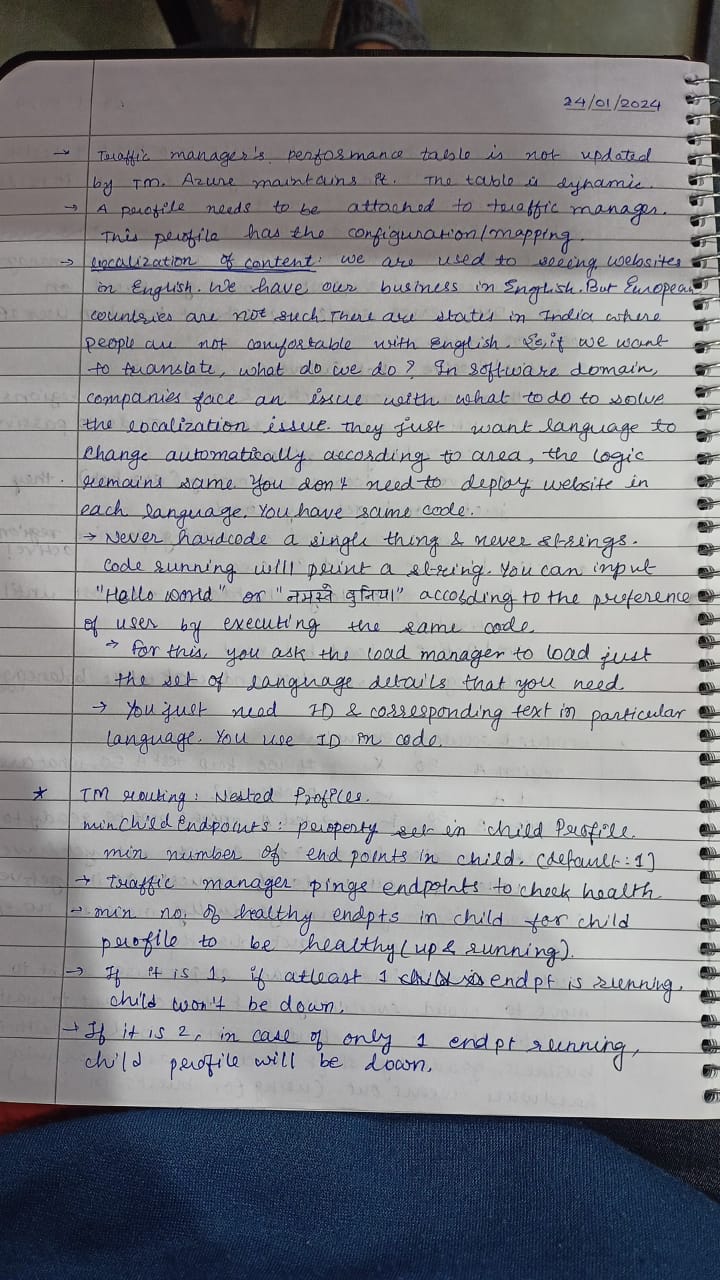 24/01/2024
→ Traffic manager's performance table is not updated
by TM. Azure maintains it. The table is dynamic.
→ A profile needs to be attached to traffic manager.
This profile has the configuration/mapping.
→ Localization of content: we are used to seeing websites
in English. We have our business in English. But European
countries are not such. There are states in India where
people are not comfortable with English. So, if we want
to translate, what do we do? In software domain,
companies face an issue with what to do to solve
the localization issue. They just want language to
change automatically according to area, the logic
remains same. You don't need to deploy website in
each language. You have same code.
→ Never hardcode a single thing & never strings.
Code running will print a string. You can input
"Hello world" or "नमस्ते दुनिया" according to the preference
of user by executing the same code.
→ for this, you ask the load manager to load just
the set of language details that you need.
→ You just need ID & corresponding text in particular
language. You use ID in code.
* TM routing: Nested Profiles.
minChildEndpoints: property set in child Profile.
min number of end points in child. (default: 1)
→ Traffic manager pings endpoints to check health.
→ min no. of healthy endpts in child for child
profile to be healthy (up & running).
→ If it is 1, if atleast 1 endpt is running,
child won't be down.
→ If it is 2, in case of only 1 endpt running,
child profile will be down.